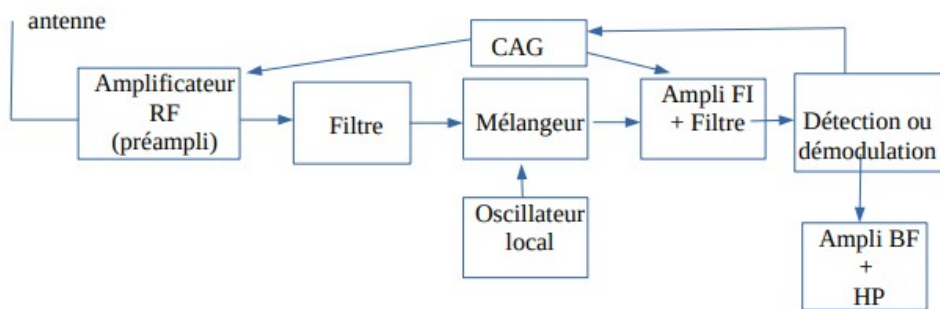 antenne
CAG
Amplificateur
RF
(préampli)
Filtre
Mélangeur
Ampli FI
+ Filtre
Détection ou
démodulation
Oscillateur
local
Ampli BF
+
HP